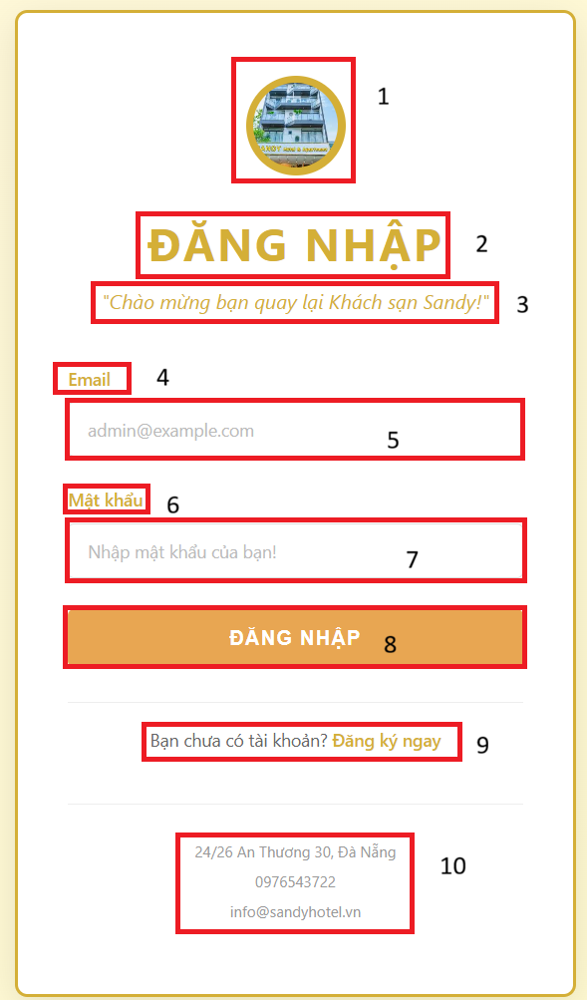 1
ĐĂNG NHẬP 2
"Chào mừng bạn quay lại Khách sạn Sandy!" 3
Email 4
admin@example.com 5
Mật khẩu 6
Nhập mật khẩu của bạn! 7
ĐĂNG NHẬP 8
Bạn chưa có tài khoản? Đăng ký ngay 9
24/26 An Thương 30, Đà Nẵng
0976543722 10
info@sandyhotel.vn